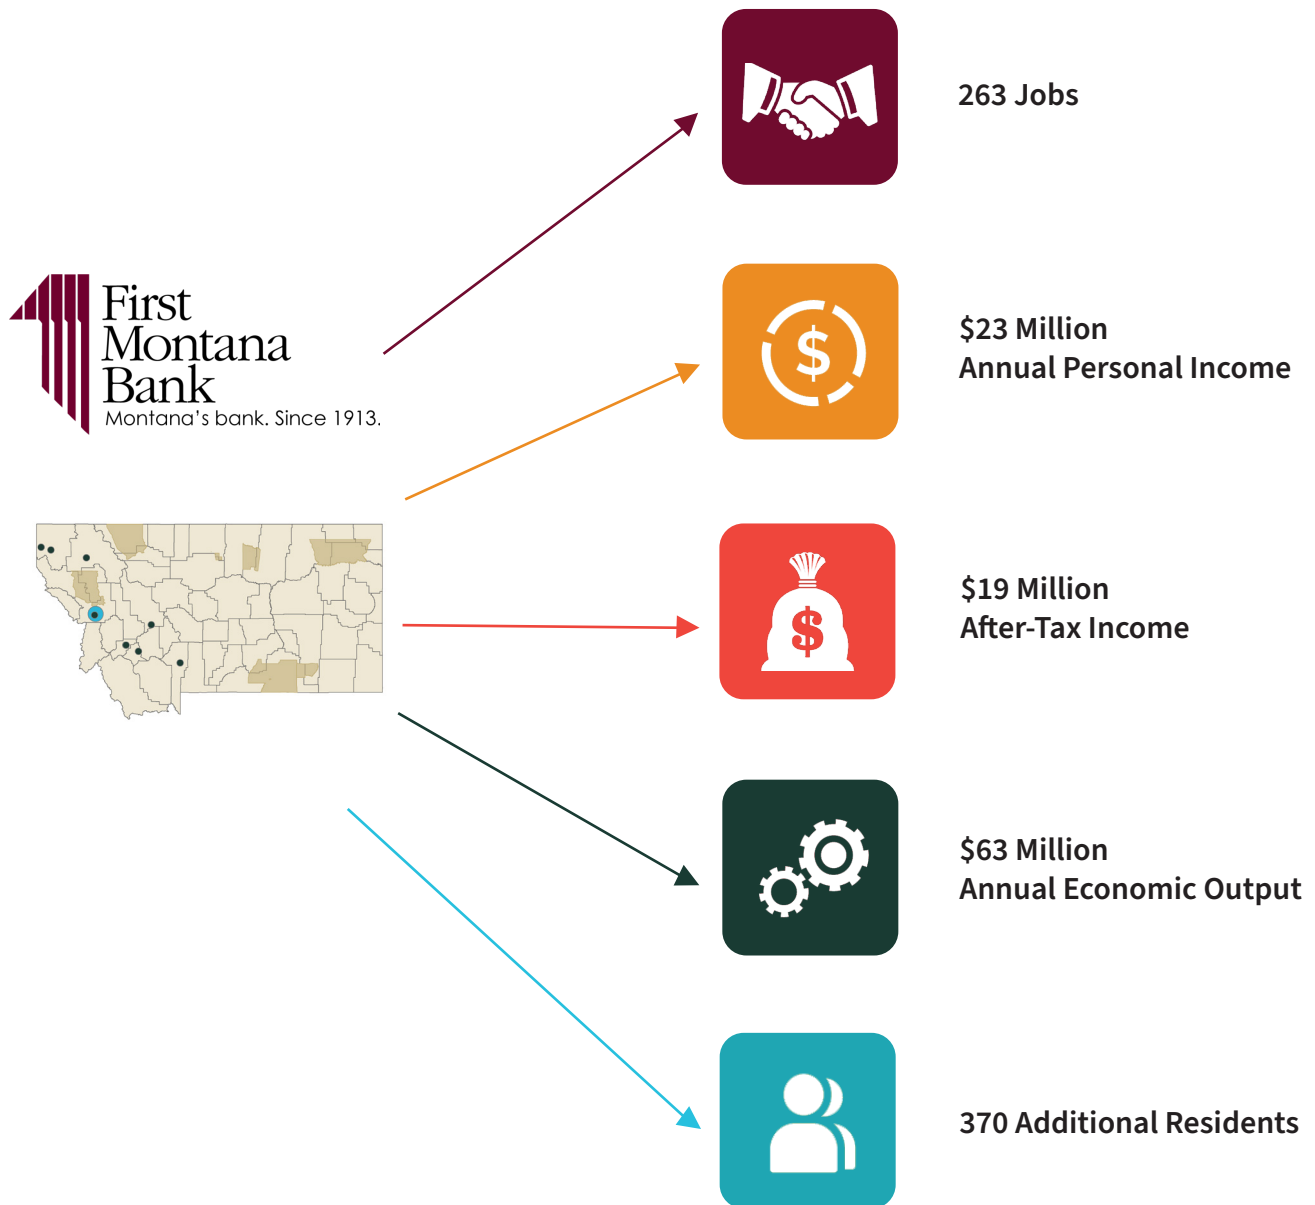 263 Jobs
First
Montana
Bank
Montana's bank. Since 1913.
$
$23 Million
Annual Personal Income
$
$19 Million
After-Tax Income
$63 Million
Annual Economic Output
370 Additional Residents